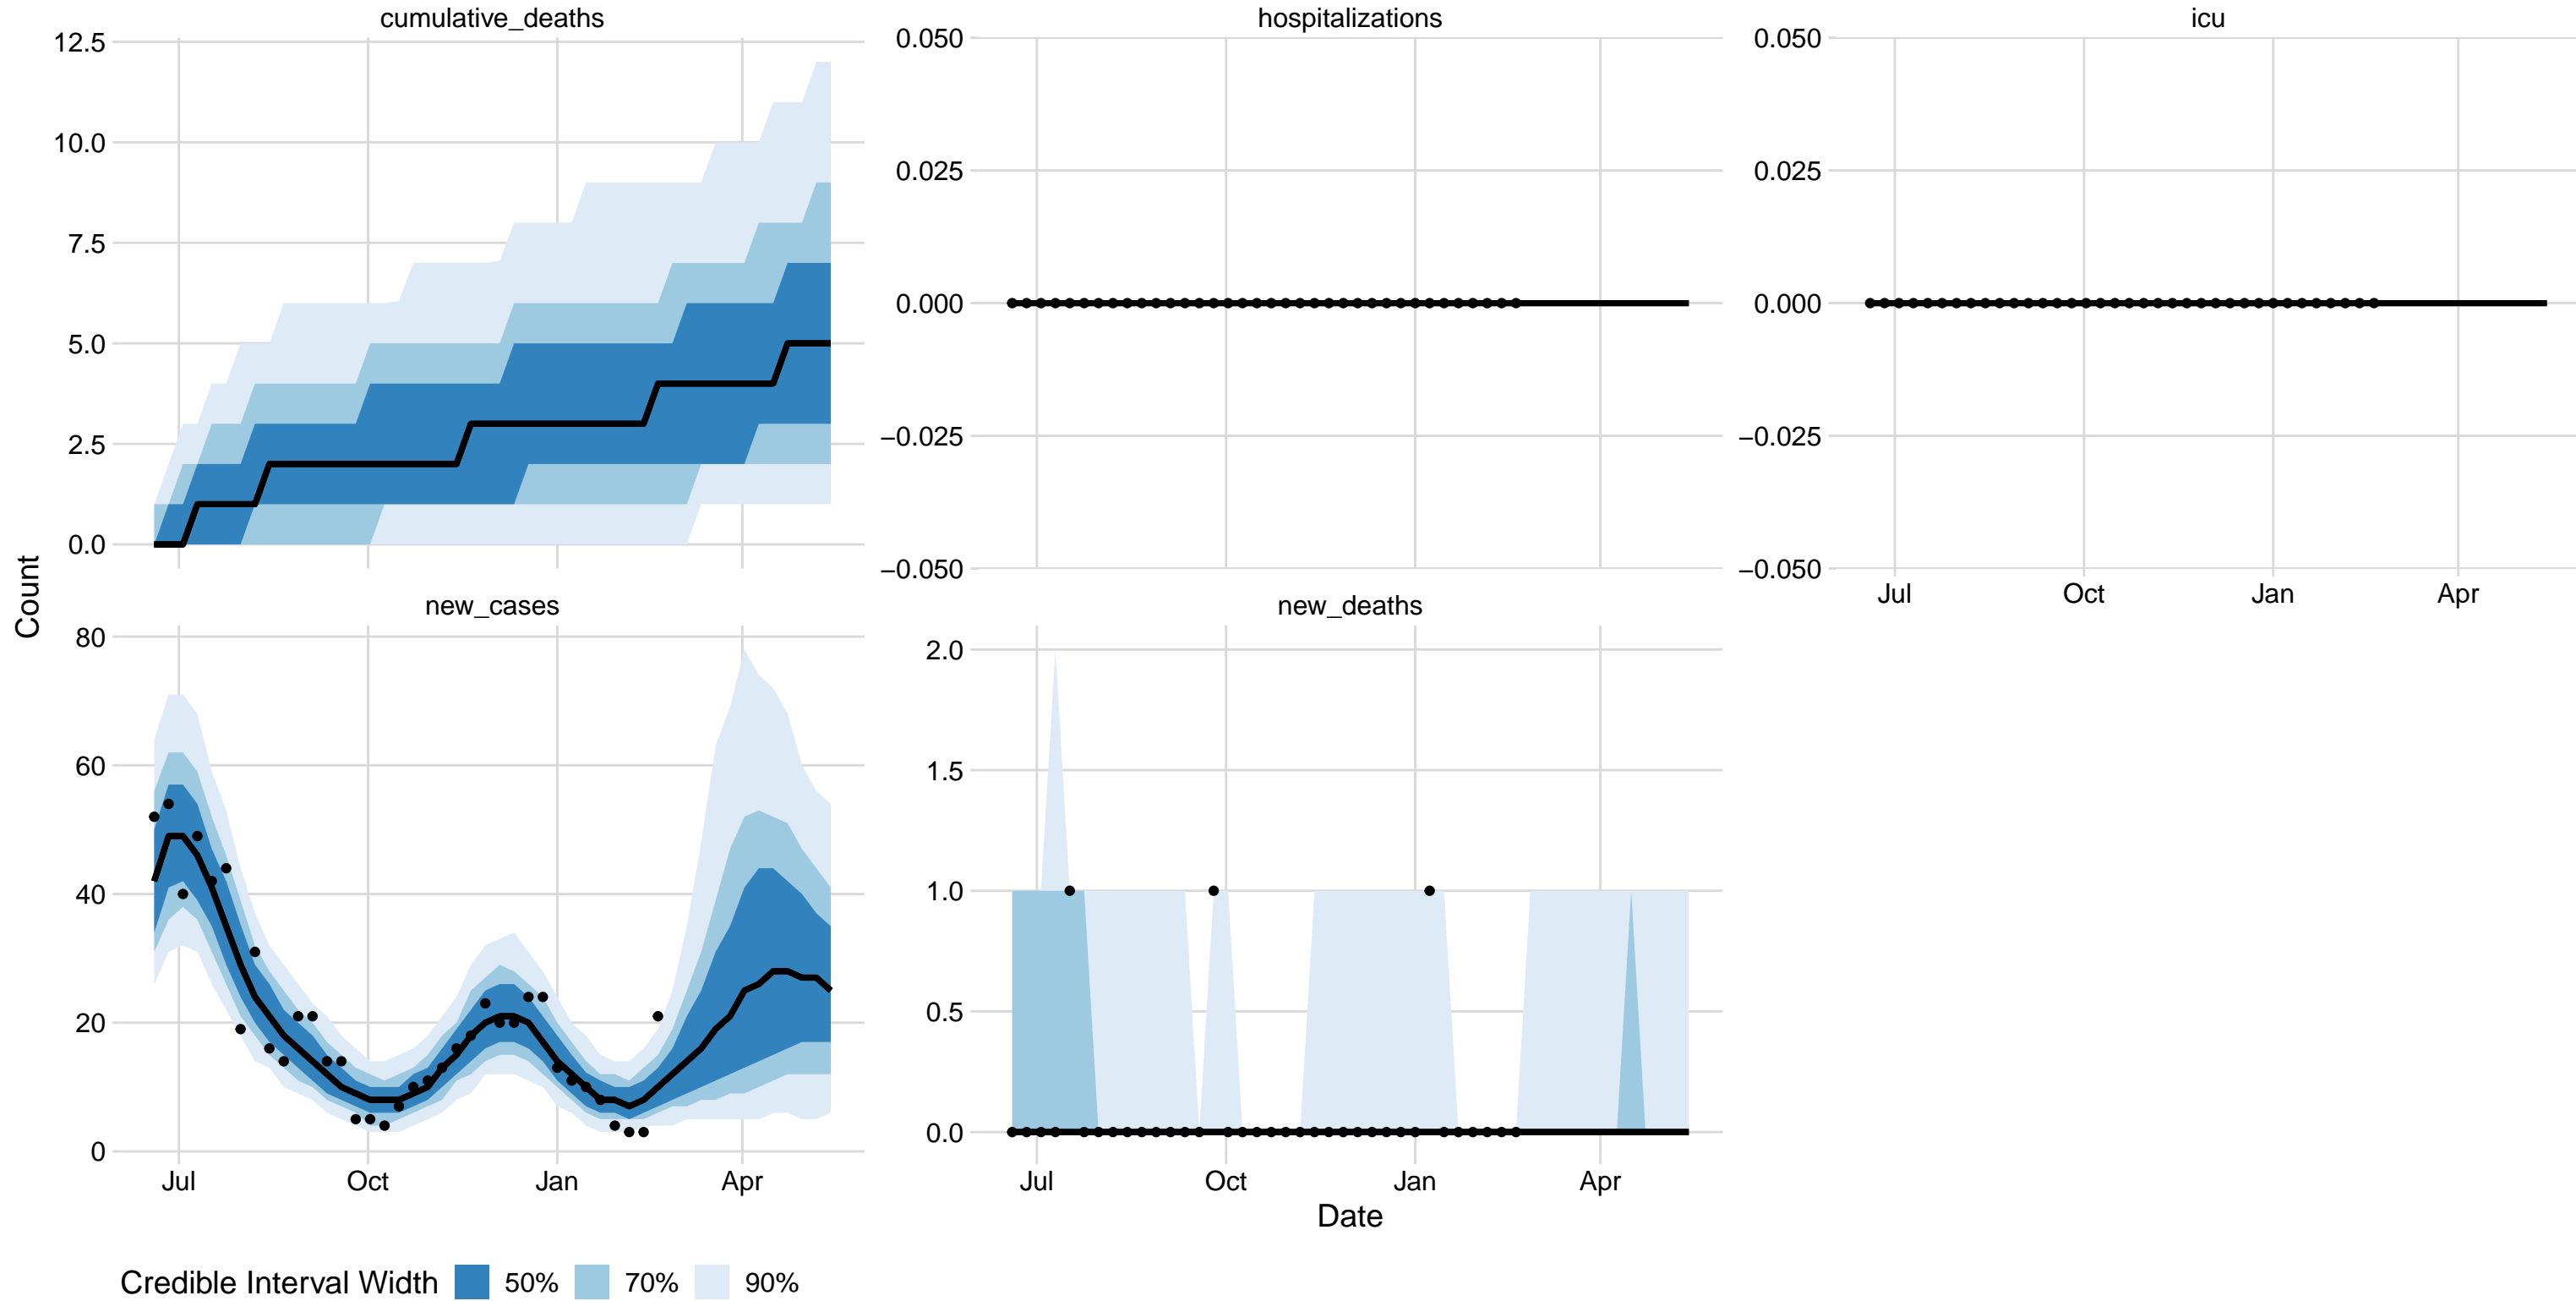 cumulative_deaths
hospitalizations
icu
12.5
10.0
7.5
5.0
2.5
0.0
0.050
0.025
0.000
−0.025
−0.050
0.050
0.025
0.000
−0.025
−0.050
Jul Oct Jan Apr
Count
new_cases
new_deaths
80
60
40
20
0
Jul Oct Jan Apr
2.0
1.5
1.0
0.5
0.0
Jul Oct Jan Apr
Date
Credible Interval Width 50% 70% 90%